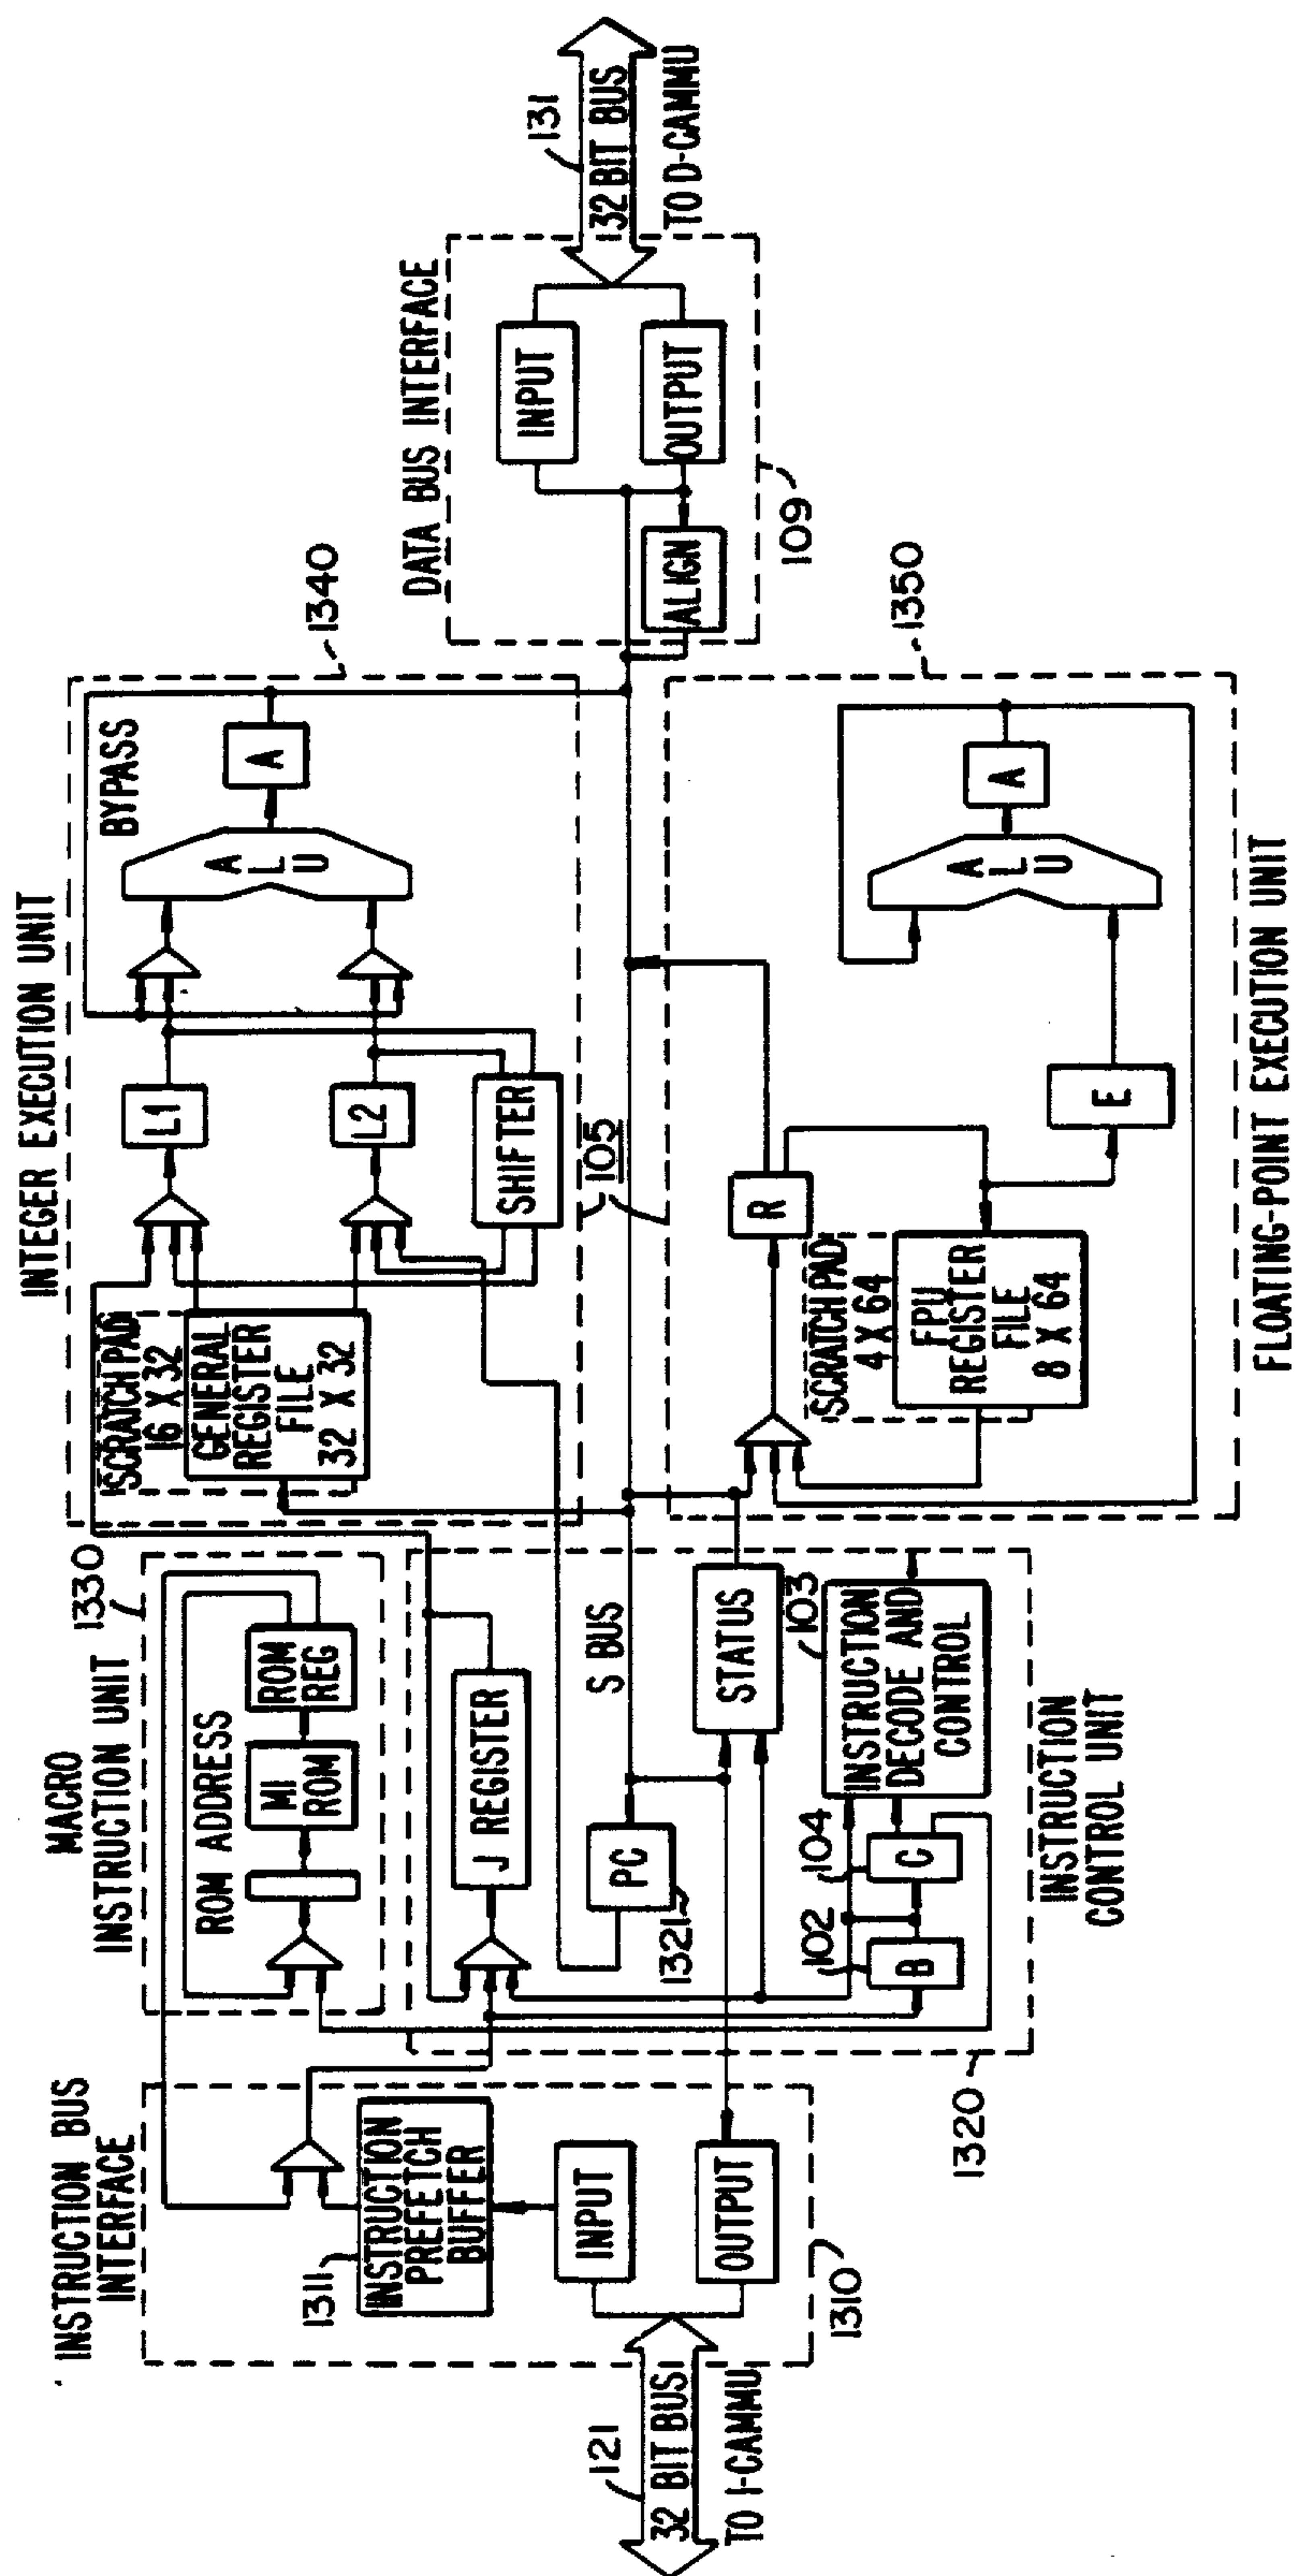 INSTRUCTION BUS
INTERFACE
1311
INSTRUCTION
PREFETCH
BUFFER
INPUT
OUTPUT
1310
121
32 BIT BUS
TO I-CAMMU
MACRO
INSTRUCTION UNIT
1330
ROM ADDRESS
MI
ROM
ROM
REG
J REGISTER
S BUS
PC
1321
STATUS
102
B
104
C
103
INSTRUCTION
DECODE AND
CONTROL
1320
INSTRUCTION
CONTROL UNIT
INTEGER EXECUTION UNIT
1340
SCRATCH PAD
16 X 32
GENERAL
REGISTER
FILE
32 X 32
L1
L2
SHIFTER
BYPASS
ALU
A
105
R
SCRATCH PAD
4 X 64
FPU
REGISTER
FILE
8 X 64
E
ALU
A
1350
FLOATING-POINT EXECUTION UNIT
DATA BUS INTERFACE
INPUT
OUTPUT
ALIGN
109
131
32 BIT BUS
TO D-CAMMU